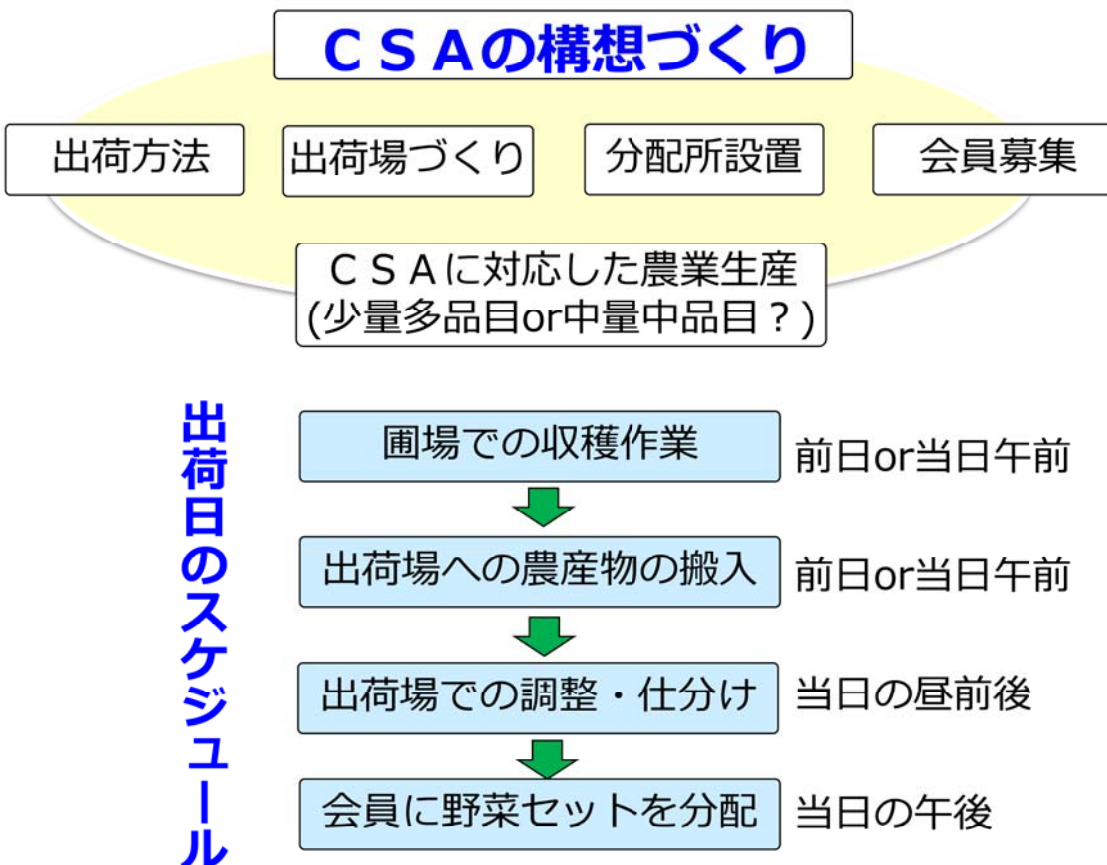 ＣＳＡの構想づくり
出荷方法
出荷場づくり
分配所設置
会員募集
ＣＳＡに対応した農業生産
(少量多品目or中量中品目？)
出荷日のスケジュール
圃場での収穫作業
前日or当日午前
出荷場への農産物の搬入
前日or当日午前
出荷場での調整・仕分け
当日の昼前後
会員に野菜セットを分配
当日の午後